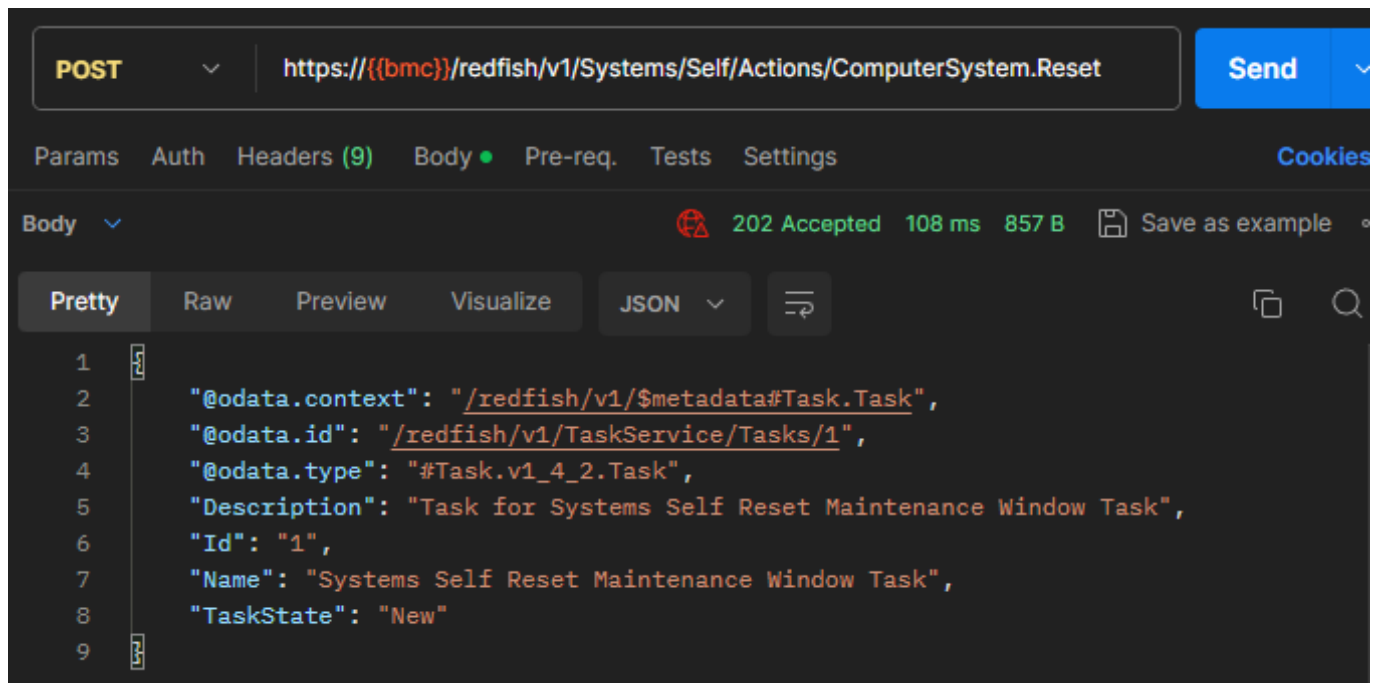 POST https://{{bmc}}/redfish/v1/Systems/Self/Actions/ComputerSystem.Reset Send
Params Auth Headers (9) Body Pre-req. Tests Settings Cookies
Body 202 Accepted 108 ms 857 B Save as example
Pretty Raw Preview Visualize JSON
1 {
2 "@odata.context": "/redfish/v1/$metadata#Task.Task",
3 "@odata.id": "/redfish/v1/TaskService/Tasks/1",
4 "@odata.type": "#Task.v1_4_2.Task",
5 "Description": "Task for Systems Self Reset Maintenance Window Task",
6 "Id": "1",
7 "Name": "Systems Self Reset Maintenance Window Task",
8 "TaskState": "New"
9 }